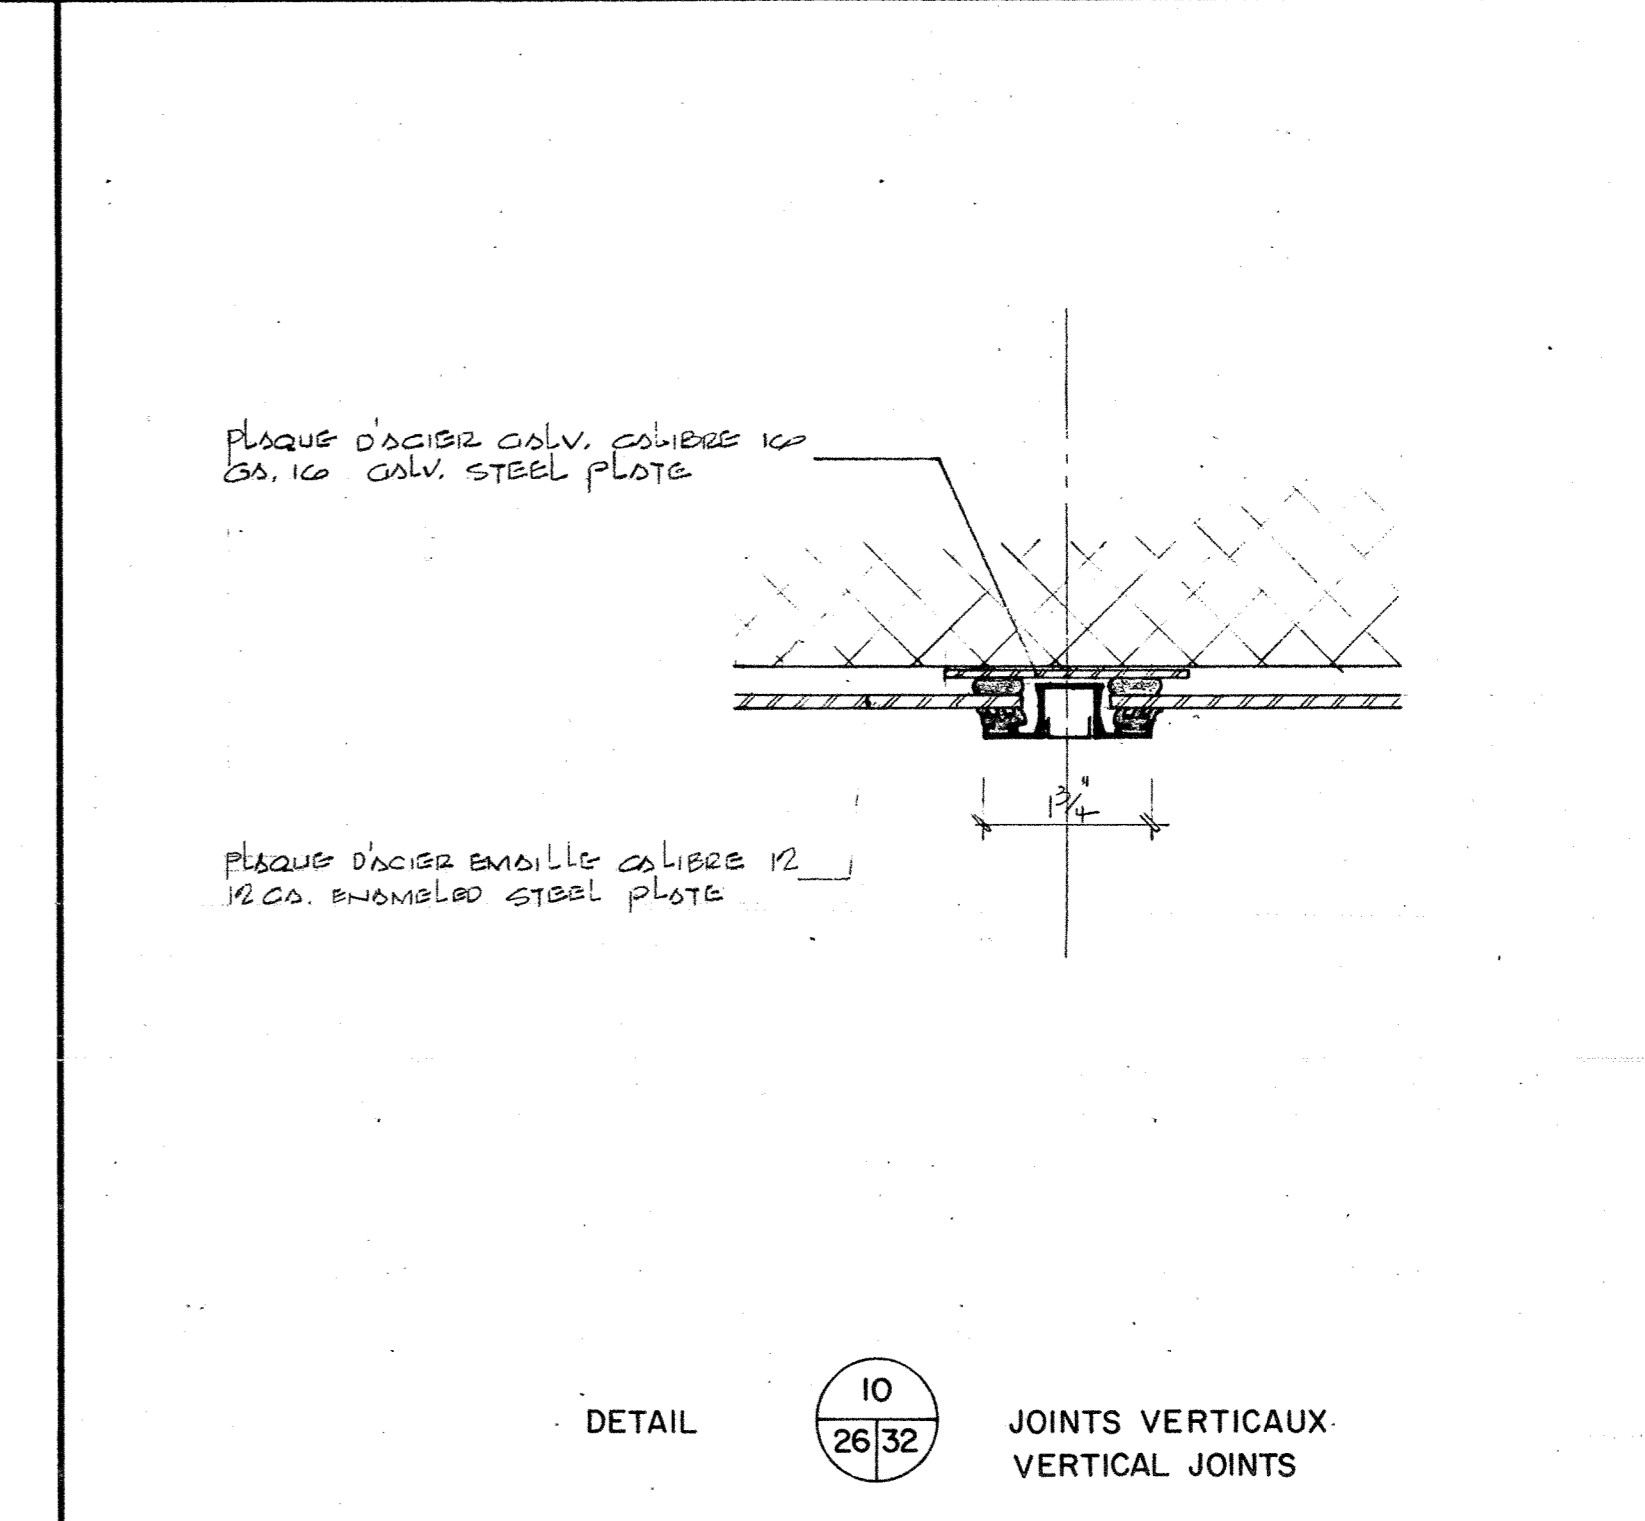 PLAQUE D'ACIER GALV. CALIBRE 16
GA. 16 GALV. STEEL PLATE
1 3/4"
PLAQUE D'ACIER EMAILLE CALIBRE 12
12 GA. ENAMELED STEEL PLATE
DETAIL
10
26 32
JOINTS VERTICAUX
VERTICAL JOINTS